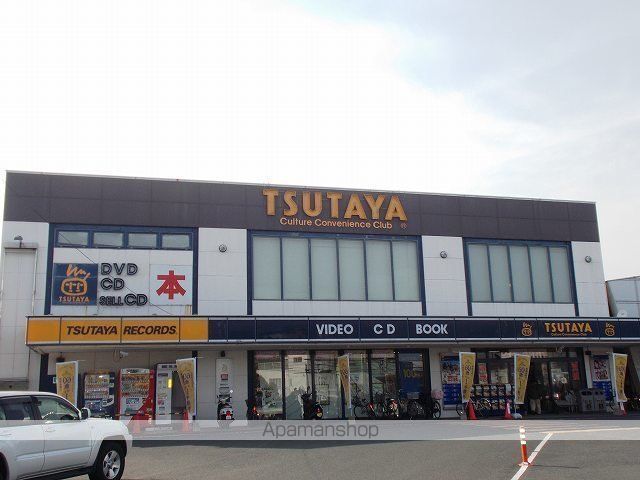 TSUTAYA
Culture Convenience Club
DVD
CD
SELL CD
本
TSUTAYA
TSUTAYA RECORDS
VIDEO CD BOOK
TSUTAYA
Apamanshop